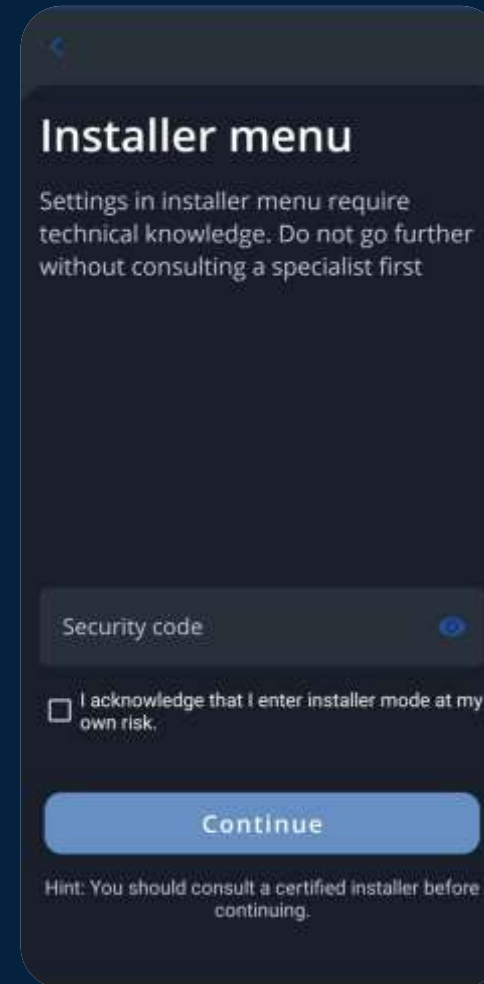 Installer menu
Settings in installer menu require
technical knowledge. Do not go further
without consulting a specialist first
Security code
I acknowledge that I enter installer mode at my
own risk.
Continue
Hint: You should consult a certified installer before
continuing.